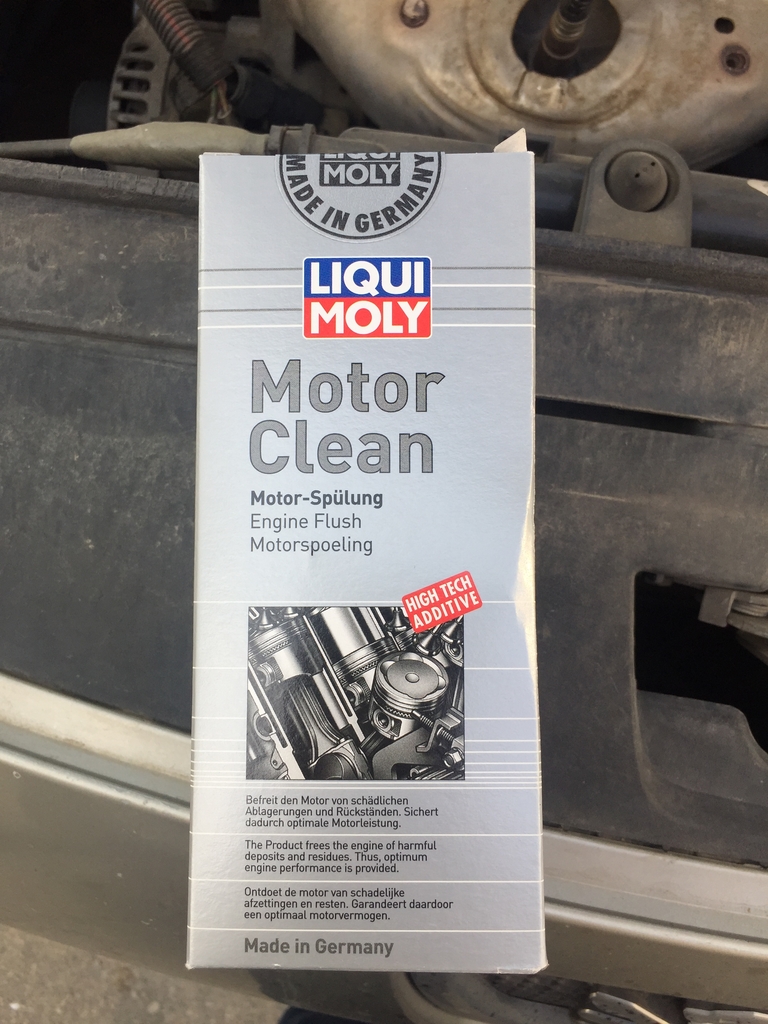 LIQUI
MOLY
MADE IN GERMANY
LIQUI
MOLY
Motor
Clean
Motor-Spülung
Engine Flush
Motorspoeling
HIGH TECH
ADDITIVE
Befreit den Motor von schädlichen
Ablagerungen und Rückständen. Sichert
dadurch optimale Motorleistung.
The Product frees the engine of harmful
deposits and residues. Thus, optimum
engine performance is provided.
Ontdoet de motor van schadelijke
afzettingen en resten. Garandeert daardoor
een optimaal motorvermogen.
Made in Germany